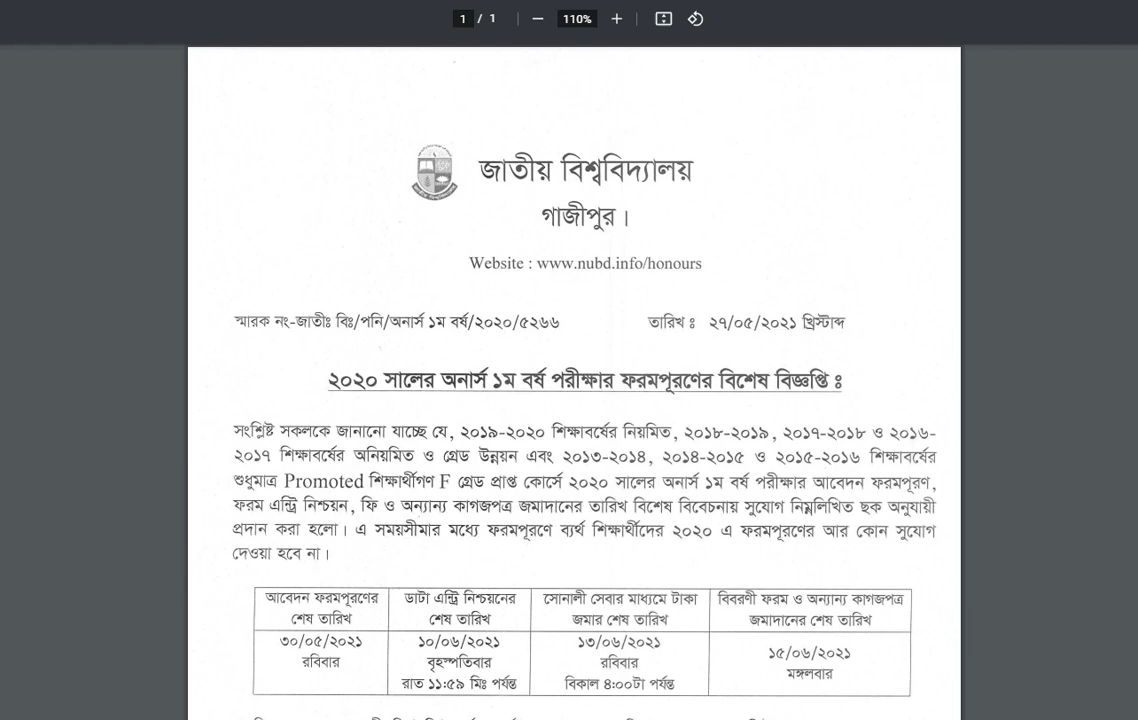 1 / 1 110%
জাতীয় বিশ্ববিদ্যালয়
গাজীপুর।
Website : www.nubd.info/honours
স্মারক নং-জাতীঃ বিঃ/পনি/অনার্স ১ম বর্ষ/২০২০/৫২৬৬ তারিখ ঃ ২৭/০৫/২০২১ খ্রিস্টাব্দ
২০২০ সালের অনার্স ১ম বর্ষ পরীক্ষার ফরমপূরণের বিশেষ বিজ্ঞপ্তি ঃ
সংশ্লিষ্ট সকলকে জানানো যাচ্ছে যে, ২০১৯-২০২০ শিক্ষাবর্ষের নিয়মিত, ২০১৮-২০১৯, ২০১৭-২০১৮ ও ২০১৬-
২০১৭ শিক্ষাবর্ষের অনিয়মিত ও গ্রেড উন্নয়ন এবং ২০১৩-২০১৪, ২০১৪-২০১৫ ও ২০১৫-২০১৬ শিক্ষাবর্ষের
শুধুমাত্র Promoted শিক্ষার্থীগণ F গ্রেড প্রাপ্ত কোর্সে ২০২০ সালের অনার্স ১ম বর্ষ পরীক্ষার আবেদন ফরমপূরণ,
ফরম এন্ট্রি নিশ্চয়ন, ফি ও অন্যান্য কাগজপত্র জমাদানের তারিখ বিশেষ বিবেচনায় সুযোগ নিম্নলিখিত ছক অনুযায়ী
প্রদান করা হলো। এ সময়সীমার মধ্যে ফরমপূরণে ব্যর্থ শিক্ষার্থীদের ২০২০ এ ফরমপূরণের আর কোন সুযোগ
দেওয়া হবে না।
আবেদন ফরমপূরণের ডাটা এন্ট্রি নিশ্চয়নের সোনালী সেবার মাধ্যমে টাকা বিবরণী ফরম ও অন্যান্য কাগজপত্র
শেষ তারিখ শেষ তারিখ জমার শেষ তারিখ জমাদানের শেষ তারিখ
৩০/০৫/২০২১ ১০/০৬/২০২১ ১৩/০৬/২০২১ ১৫/০৬/২০২১
রবিবার বৃহস্পতিবার রবিবার মঙ্গলবার
রাত ১১:৫৯ মিঃ পর্যন্ত বিকাল ৪:০০টা পর্যন্ত